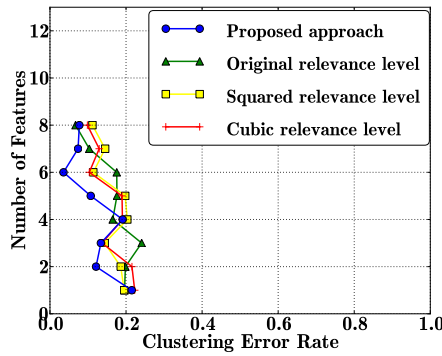 12
10
8
6
4
2
0
Number of Features
Proposed approach
Original relevance level
Squared relevance level
Cubic relevance level
0.0 0.2 0.4 0.6 0.8 1.0
Clustering Error Rate